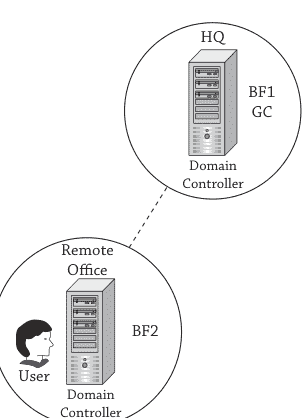 HQ
BF1
GC
Domain
Controller
Remote
Office
BF2
User
Domain
Controller